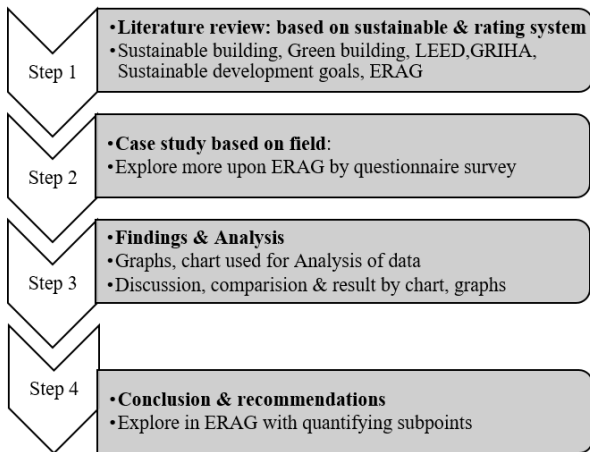 Step 1
•Literature review: based on sustainable & rating system
•Sustainable building, Green building, LEED,GRIHA,
Sustainable development goals, ERAG
Step 2
•Case study based on field:
•Explore more upon ERAG by questionnaire survey
Step 3
•Findings & Analysis
•Graphs, chart used for Analysis of data
•Discussion, comparision & result by chart, graphs
Step 4
•Conclusion & recommendations
•Explore in ERAG with quantifying subpoints